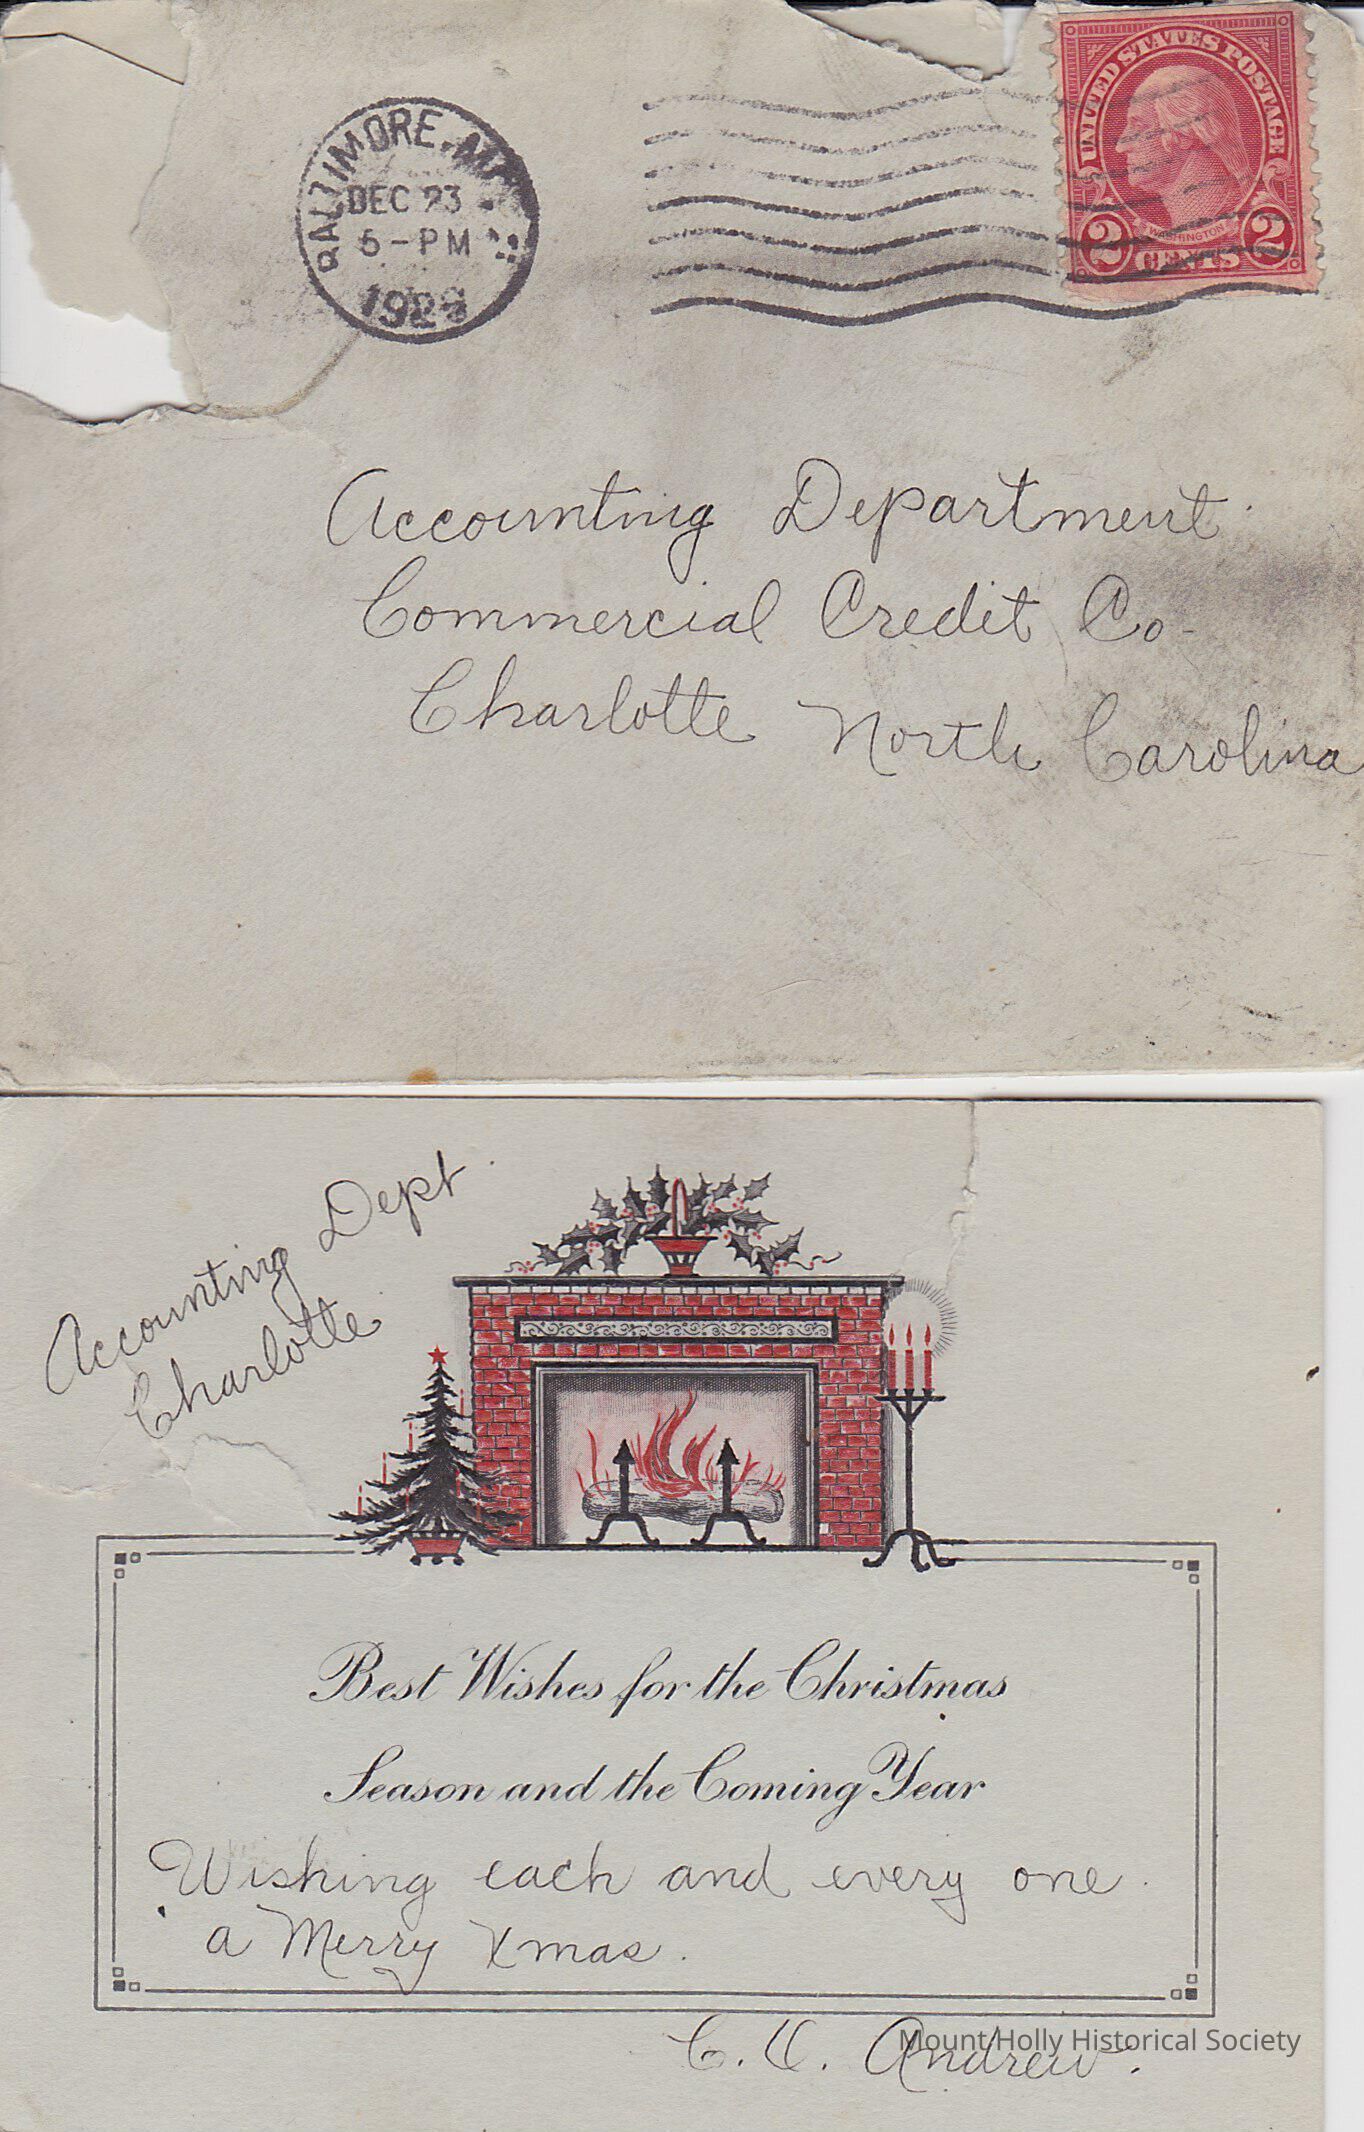 BALTIMORE, MD.
DEC 23
5-PM
UNITED STATES POSTAGE
WASHINGTON
2 CENTS 2
Accounting Department
Commercial Credit Co-
Charlotte North Carolina
Accounting Dept.
Charlotte
Best Wishes for the Christmas
Season and the Coming Year
Wishing each and every one
a Merry Xmas.
Andrew.
Mount Holly Historical Society